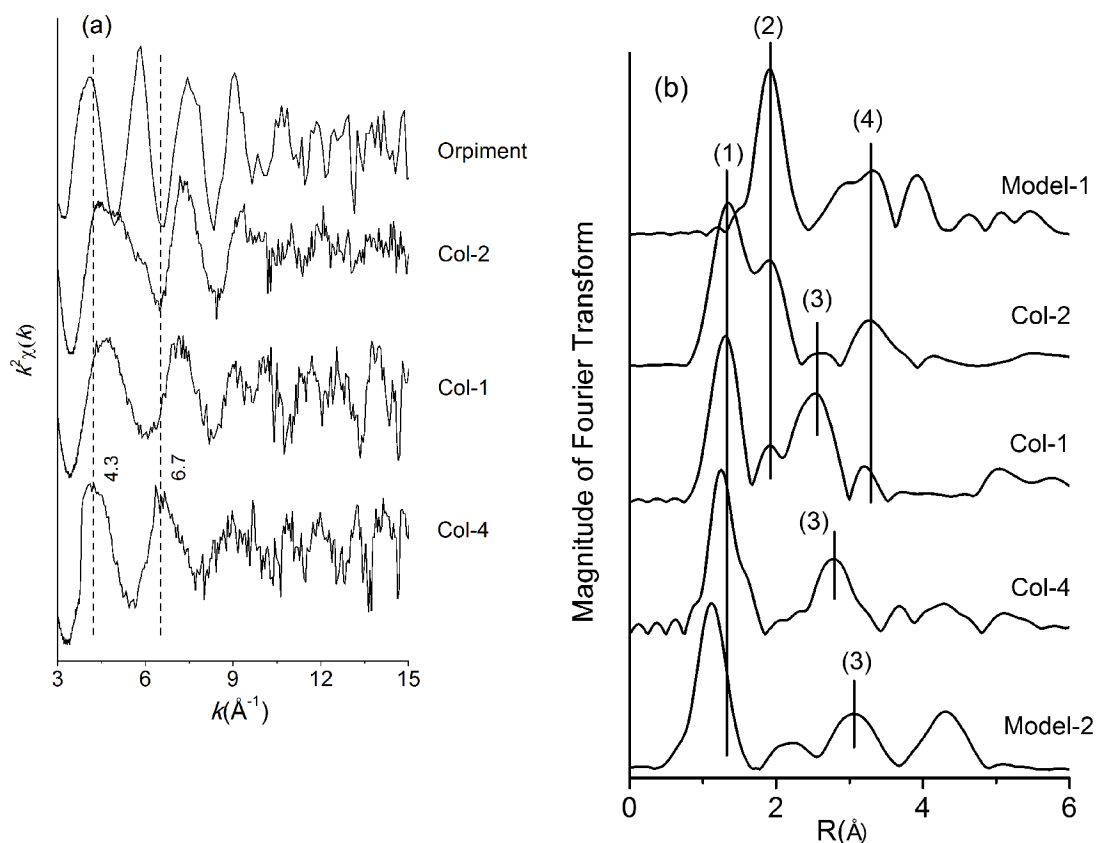 (a)
Orpiment
Col-2
Col-1
Col-4
4.3
6.7
k²χ(k)
3 6 9 12 15
k(Å⁻¹)
(b)
(2)
(1)
(4)
Model-1
Col-2
(3)
Col-1
(3)
Col-4
(3)
Model-2
Magnitude of Fourier Transform
0 2 4 6
R(Å)